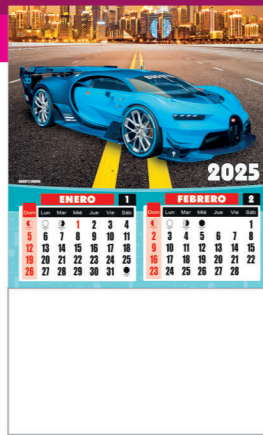 2025
ENERO 1
Dom Lun Mar Mié Jue Vie Sáb
1 2 3 4
5 6 7 8 9 10 11
12 13 14 15 16 17 18
19 20 21 22 23 24 25
26 27 28 29 30 31
FEBRERO 2
Dom Lun Mar Mié Jue Vie Sáb
1
2 3 4 5 6 7 8
9 10 11 12 13 14 15
16 17 18 19 20 21 22
23 24 25 26 27 28